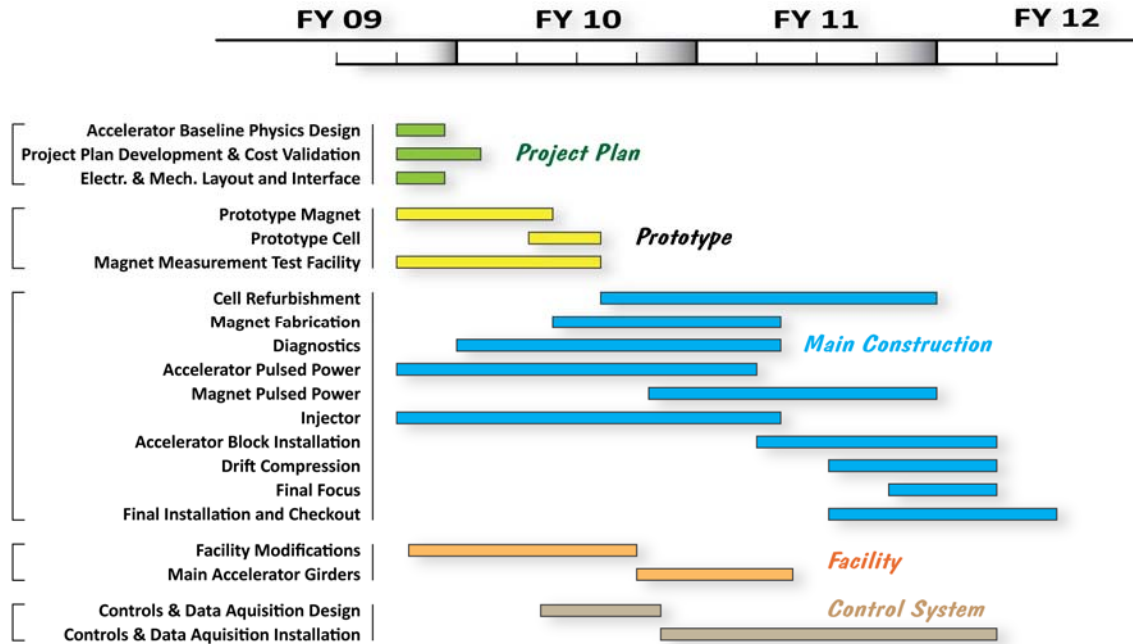 FY 09 FY 10 FY 11 FY 12
Accelerator Baseline Physics Design
Project Plan Development & Cost Validation Project Plan
Electr. & Mech. Layout and Interface
Prototype Magnet
Prototype Cell Prototype
Magnet Measurement Test Facility
Cell Refurbishment
Magnet Fabrication
Diagnostics Main Construction
Accelerator Pulsed Power
Magnet Pulsed Power
Injector
Accelerator Block Installation
Drift Compression
Final Focus
Final Installation and Checkout
Facility Modifications Facility
Main Accelerator Girders
Controls & Data Aquisition Design Control System
Controls & Data Aquisition Installation